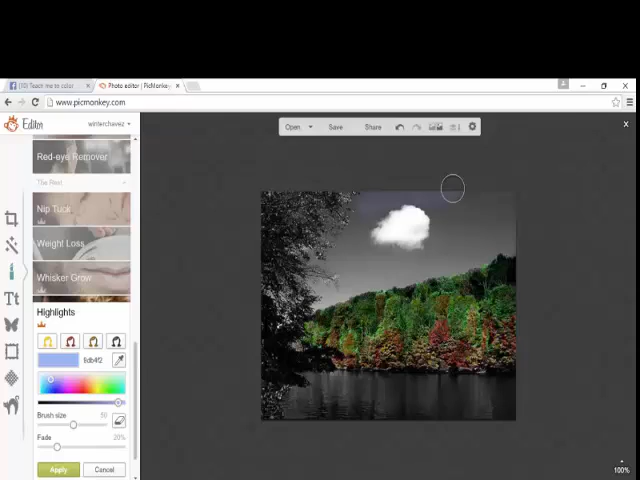 (10) Teach me to color
Photo editor | PicMonkey
www.picmonkey.com
Editor
winterchavez
Open
Save
Share
X
Red-eye Remover
The Rest
Nip Tuck
Weight Loss
Whisker Grow
Highlights
Brush size
50
Fade
20%
Apply
Cancel
100%
Tt